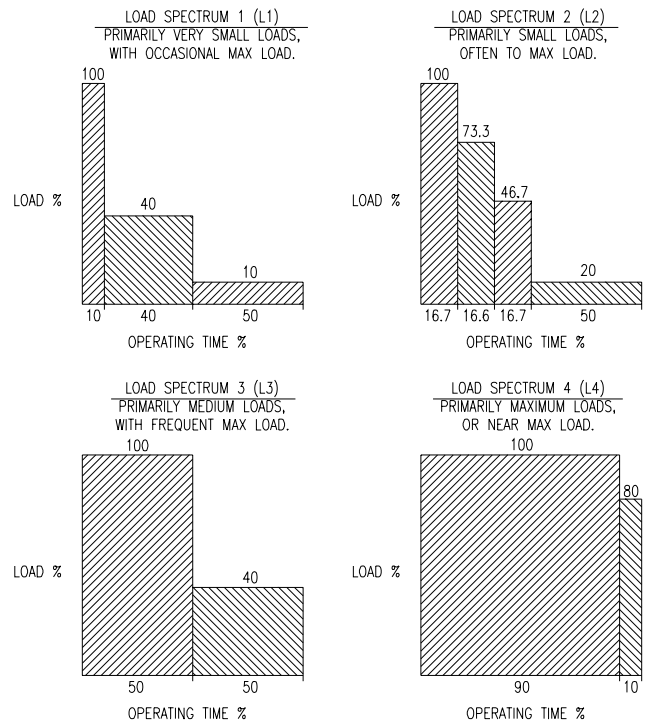 LOAD SPECTRUM 1 (L1)
PRIMARILY VERY SMALL LOADS,
WITH OCCASIONAL MAX LOAD.
100
LOAD %
40
10
10 40 50
OPERATING TIME %
LOAD SPECTRUM 2 (L2)
PRIMARILY SMALL LOADS,
OFTEN TO MAX LOAD.
100
73.3
LOAD %
46.7
20
16.7 16.6 16.7 50
OPERATING TIME %
LOAD SPECTRUM 3 (L3)
PRIMARILY MEDIUM LOADS,
WITH FREQUENT MAX LOAD.
100
LOAD %
40
50 50
OPERATING TIME %
LOAD SPECTRUM 4 (L4)
PRIMARILY MAXIMUM LOADS,
OR NEAR MAX LOAD.
100
80
LOAD %
90 10
OPERATING TIME %